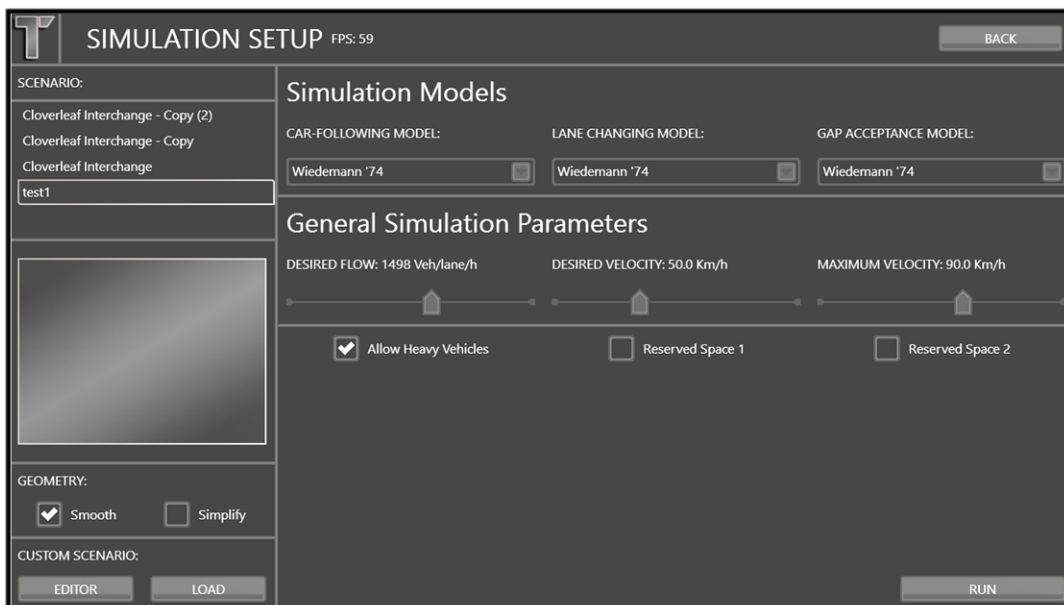 T
SIMULATION SETUP FPS: 59
BACK
SCENARIO:
Cloverleaf Interchange - Copy (2)
Cloverleaf Interchange - Copy
Cloverleaf Interchange
test1
GEOMETRY:
Smooth Simplify
CUSTOM SCENARIO:
EDITOR LOAD
Simulation Models
CAR-FOLLOWING MODEL: LANE CHANGING MODEL: GAP ACCEPTANCE MODEL:
Wiedemann '74 Wiedemann '74 Wiedemann '74
General Simulation Parameters
DESIRED FLOW: 1498 Veh/lane/h DESIRED VELOCITY: 50.0 Km/h MAXIMUM VELOCITY: 90.0 Km/h
Allow Heavy Vehicles Reserved Space 1 Reserved Space 2
RUN